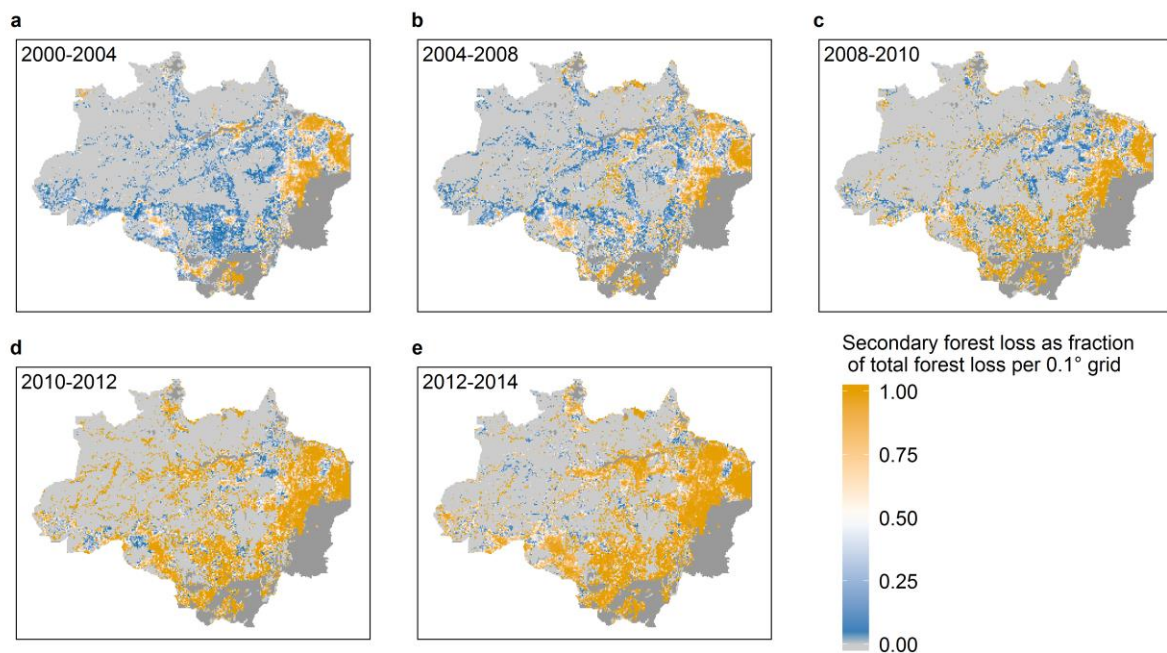 a
2000-2004
b
2004-2008
c
2008-2010
d
2010-2012
e
2012-2014
Secondary forest loss as fraction
of total forest loss per 0.1° grid
1.00
0.75
0.50
0.25
0.00